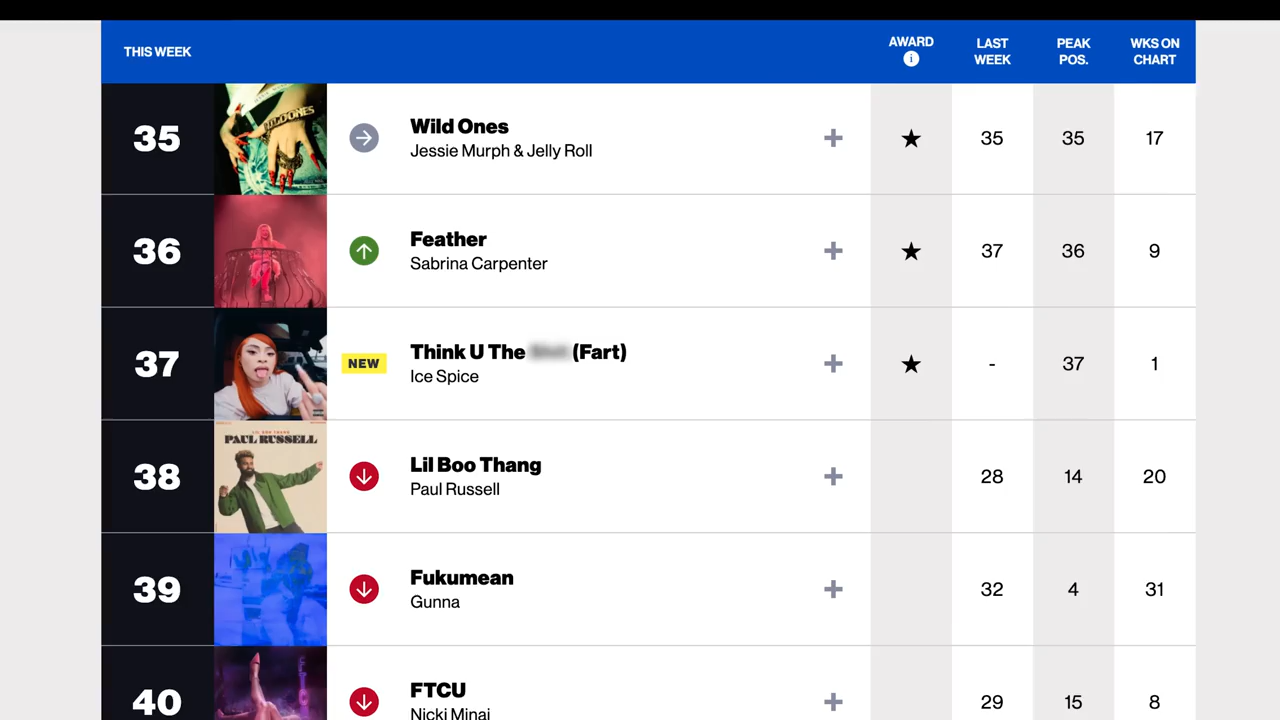 THIS WEEK
AWARD
i
LAST
WEEK
PEAK
POS.
WKS ON
CHART
35
WILD ONES
Wild Ones
Jessie Murph & Jelly Roll
35
35
17
36
Feather
Sabrina Carpenter
37
36
9
37
NEW
Think U The (Fart)
Ice Spice
-
37
1
38
PAUL RUSSELL
Lil Boo Thang
Paul Russell
28
14
20
39
Fukumean
Gunna
32
4
31
40
FTCU
Nicki Minaj
29
15
8